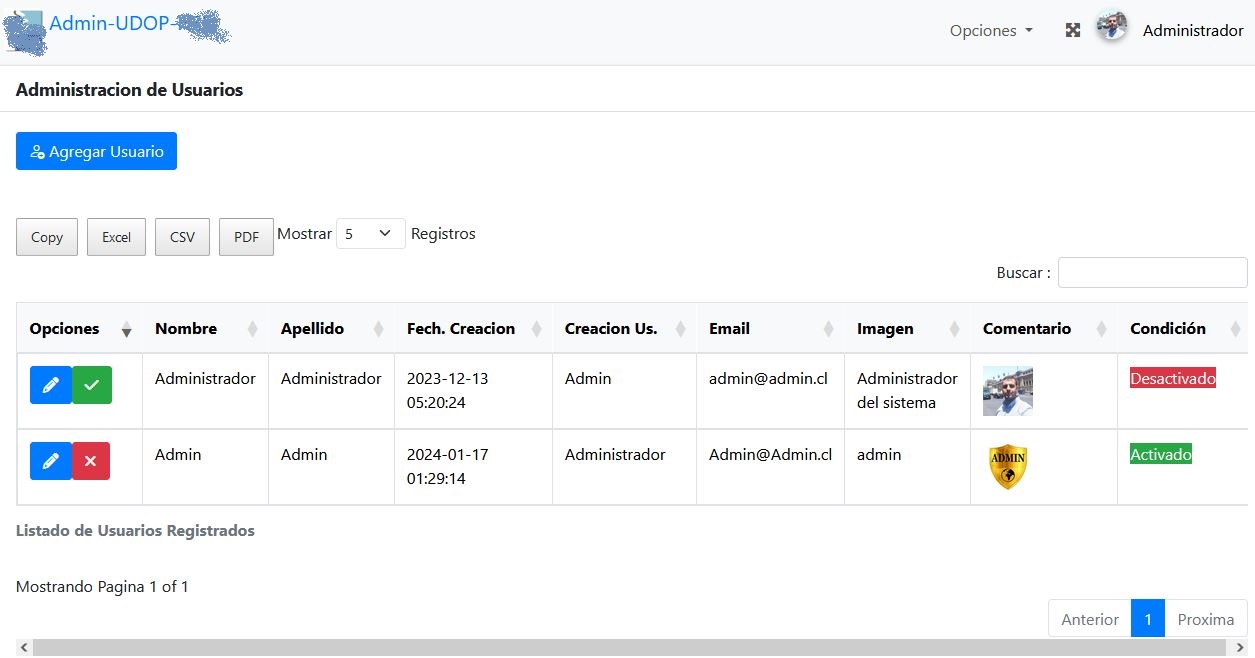 Admin-UDOP-
Opciones
Administrador
Administracion de Usuarios
Agregar Usuario
Copy Excel CSV PDF Mostrar 5 Registros
Buscar :
Opciones Nombre Apellido Fech. Creacion Creacion Us. Email Imagen Comentario Condición
Administrador Administrador 2023-12-13 Admin admin@admin.cl Administrador Desactivado
05:20:24 del sistema
Admin Admin 2024-01-17 Administrador Admin@Admin.cl admin ADMIN Activado
01:29:14
Listado de Usuarios Registrados
Mostrando Pagina 1 of 1
Anterior 1 Proxima